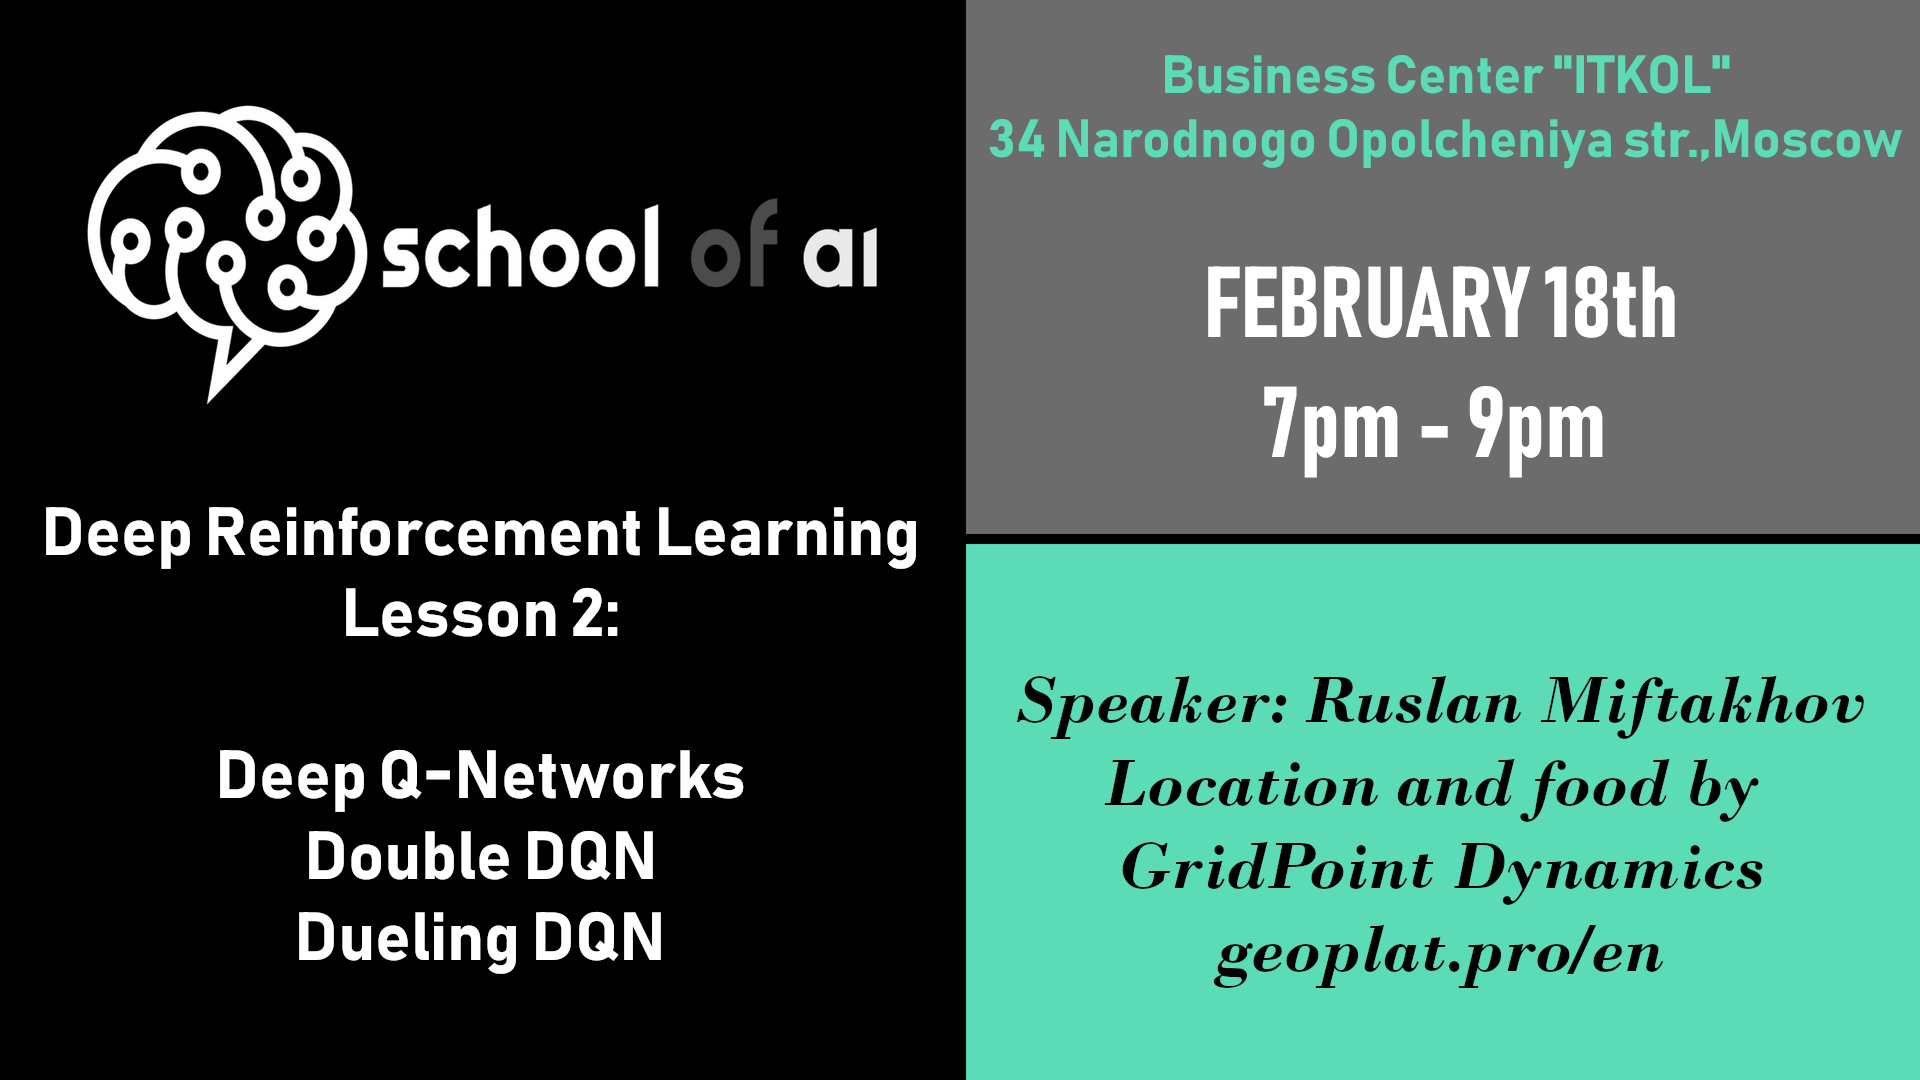 school of ai
Deep Reinforcement Learning
Lesson 2:
Deep Q-Networks
Double DQN
Dueling DQN
Business Center "ITKOL"
34 Narodnogo Opolcheniya str.,Moscow
FEBRUARY 18th
7pm - 9pm
Speaker: Ruslan Miftakhov
Location and food by
GridPoint Dynamics
geoplat.pro/en